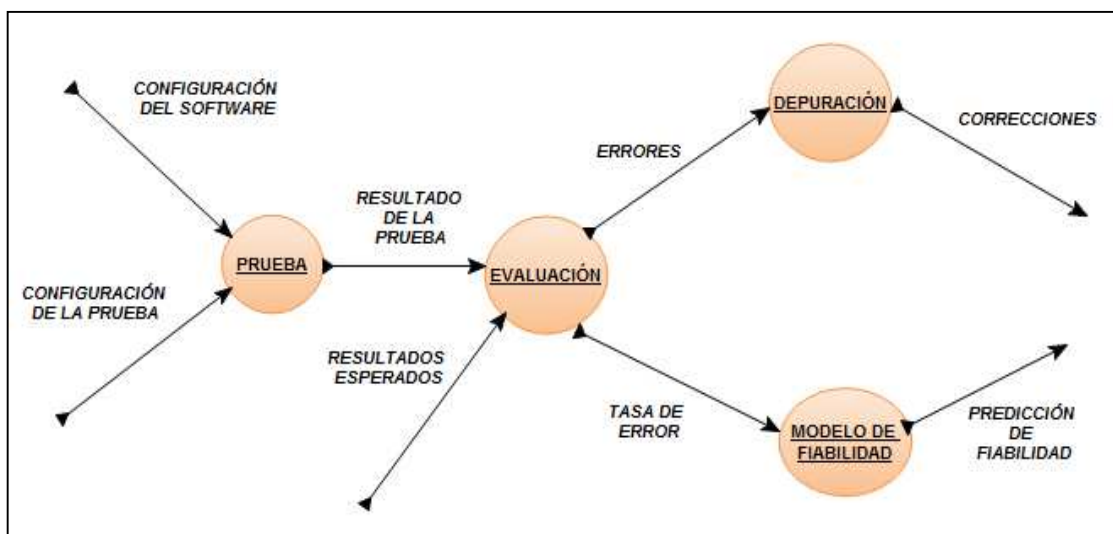 CONFIGURACIÓN
DEL SOFTWARE
DEPURACIÓN
CORRECCIONES
ERRORES
RESULTADO
DE LA
PRUEBA
PRUEBA
EVALUACIÓN
CONFIGURACIÓN
DE LA PRUEBA
RESULTADOS
ESPERADOS
TASA DE
ERROR
MODELO DE
FIABILIDAD
PREDICCIÓN
DE
FIABILIDAD